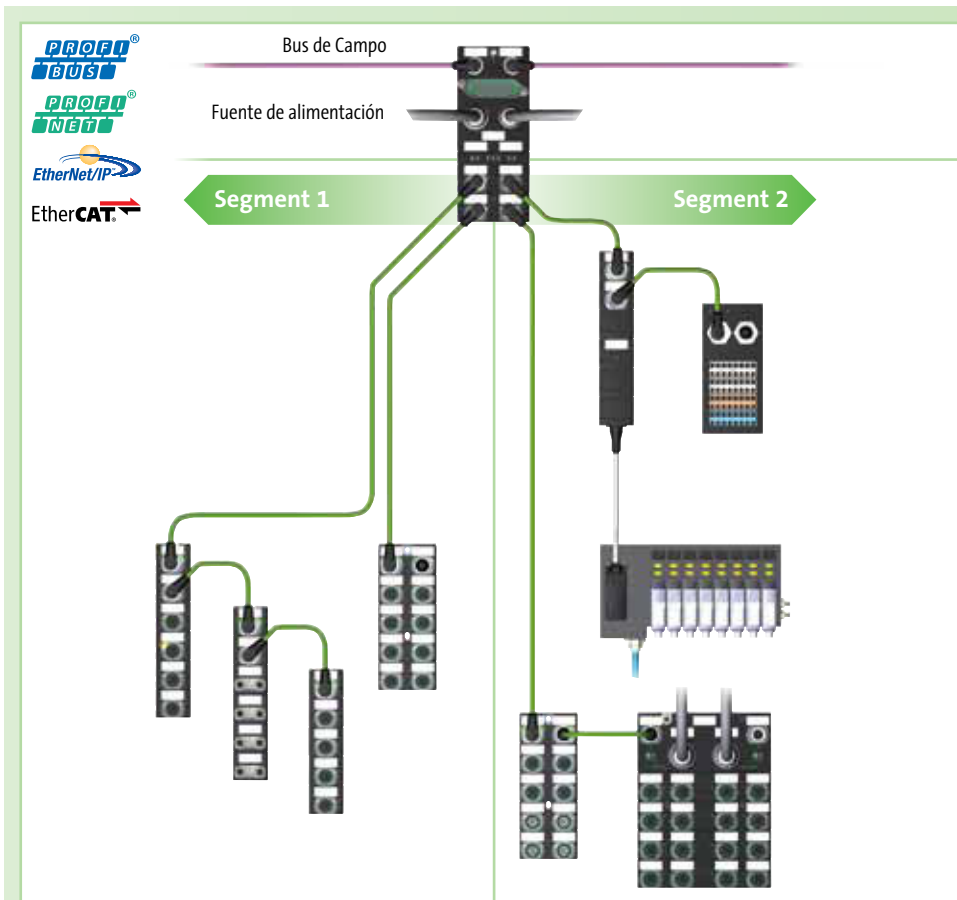 PROFI®
BUS
Bus de Campo
PROFI®
NET
Fuente de alimentación
EtherNet/IP
EtherCAT®
Segment 1
Segment 2